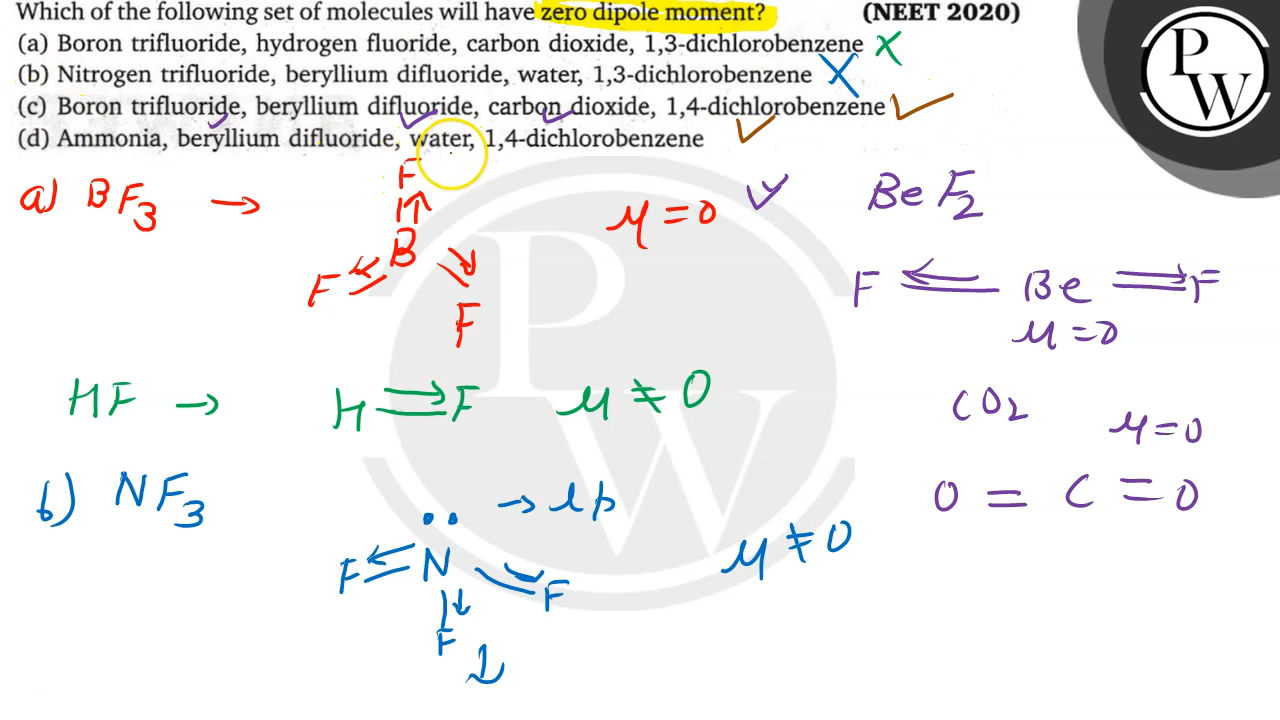 Which of the following set of molecules will have zero dipole moment? (NEET 2020)
(a) Boron trifluoride, hydrogen fluoride, carbon dioxide, 1,3-dichlorobenzene
(b) Nitrogen trifluoride, beryllium difluoride, water, 1,3-dichlorobenzene
(c) Boron trifluoride, beryllium difluoride, carbon dioxide, 1,4-dichlorobenzene
(d) Ammonia, beryllium difluoride, water, 1,4-dichlorobenzene
PW
a) BF3 → μ = 0 BeF2
F
B
F F
F Be F
μ = 0
HF → H F μ ≠ 0
CO2 μ = 0
O = C = O
b) NF3
→ lp
F N F μ ≠ 0
F
PW